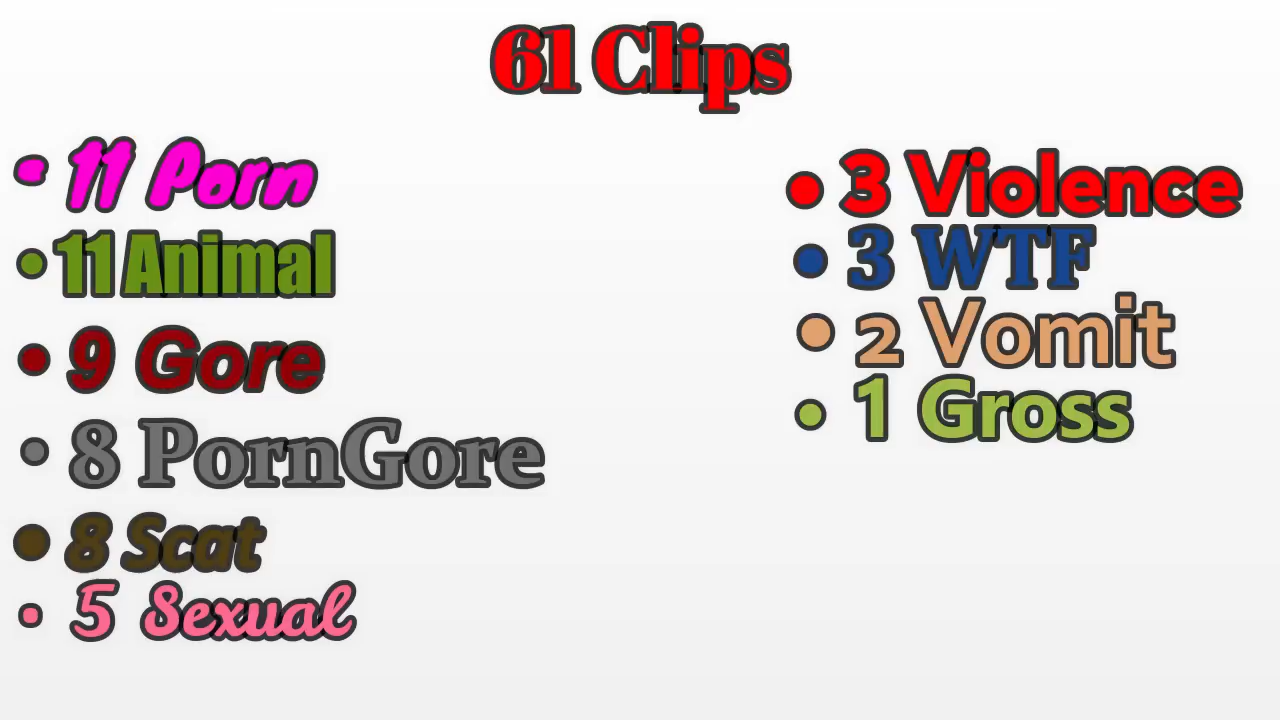 61 Clips
• 11 Porn
• 11 Animal
• 9 Gore
• 8 PornGore
• 8 Scat
• 5 Sexual
• 3 Violence
• 3 WTF
• 2 Vomit
• 1 Gross